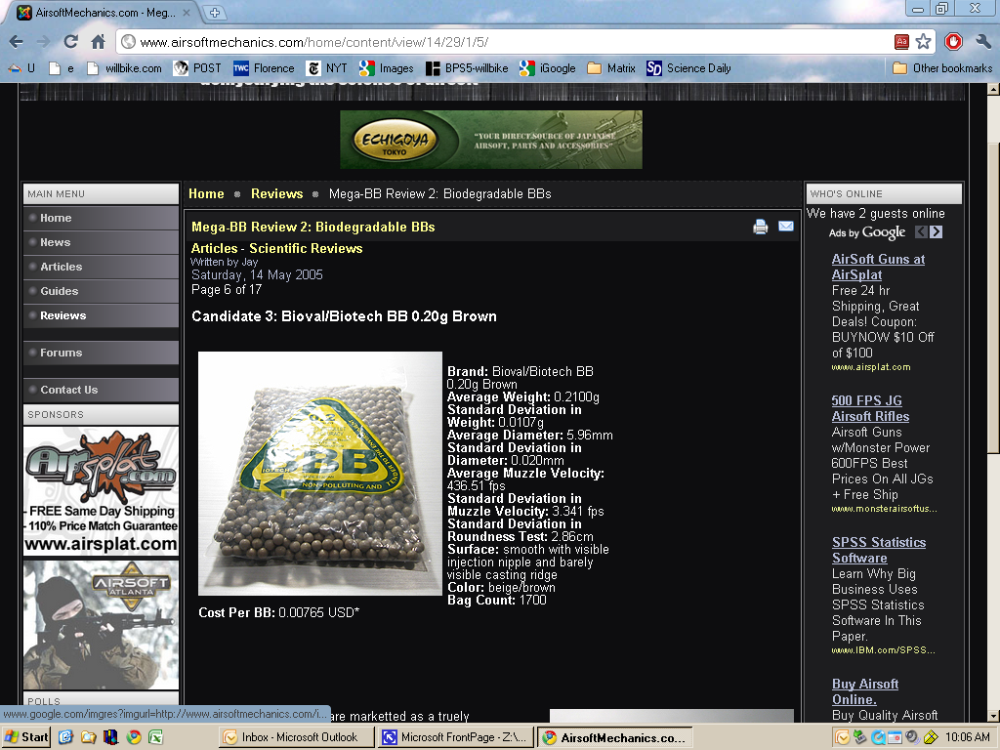 AirsoftMechanics.com - Meg...
www.airsoftmechanics.com/home/content/view/14/29/1/5/
U
e
willbike.com
POST
TWC Florence
NYT
Images
BPS5-willbike
iGoogle
Matrix
SD Science Daily
Other bookmarks
ECHIGOYA
TOKYO
"YOUR DIRECT SOURCE OF JAPANESE
AIRSOFT, PARTS AND ACCESSORIES"
MAIN MENU
Home
News
Articles
Guides
Reviews
Forums
Contact Us
SPONSORS
Airsplat.com
- FREE Same Day Shipping
- 110% Price Match Guarantee
www.airsplat.com
AIRSOFT
ATLANTA
POLLS
Home Reviews Mega-BB Review 2: Biodegradable BBs
Mega-BB Review 2: Biodegradable BBs
Articles - Scientific Reviews
Written by Jay
Saturday, 14 May 2005
Page 6 of 17
Candidate 3: Bioval/Biotech BB 0.20g Brown
BB
BIOTECH
NON-POLLUTING AND
Brand: Bioval/Biotech BB
0.20g Brown
Average Weight: 0.2100g
Standard Deviation in
Weight: 0.0107g
Average Diameter: 5.96mm
Standard Deviation in
Diameter: 0.020mm
Average Muzzle Velocity:
436.51 fps
Standard Deviation in
Muzzle Velocity: 3.341 fps
Standard Deviation in
Roundness Test: 2.86cm
Surface: smooth with visible
injection nipple and barely
visible casting ridge
Color: beige/brown
Bag Count: 1700
Cost Per BB: 0.00765 USD*
are marketted as a truely
WHO'S ONLINE
We have 2 guests online
Ads by Google
AirSoft Guns at
AirSplat
Free 24 hr
Shipping, Great
Deals! Coupon:
BUYNOW $10 Off
of $100
www.airsplat.com
500 FPS JG
Airsoft Rifles
Airsoft Guns
w/Monster Power
600FPS Best
Prices On All JGs
+ Free Ship
www.monsterairsoftus...
SPSS Statistics
Software
Learn Why Big
Business Uses
SPSS Statistics
Software In This
Paper.
www.IBM.com/SPSS...
Buy Airsoft
Online.
Buy Quality Airsoft
www.google.com/imgres?imgurl=http://www.airsoftmechanics.com/i...
Start
Inbox - Microsoft Outlook
Microsoft FrontPage - Z:\...
AirsoftMechanics.co...
10:06 AM